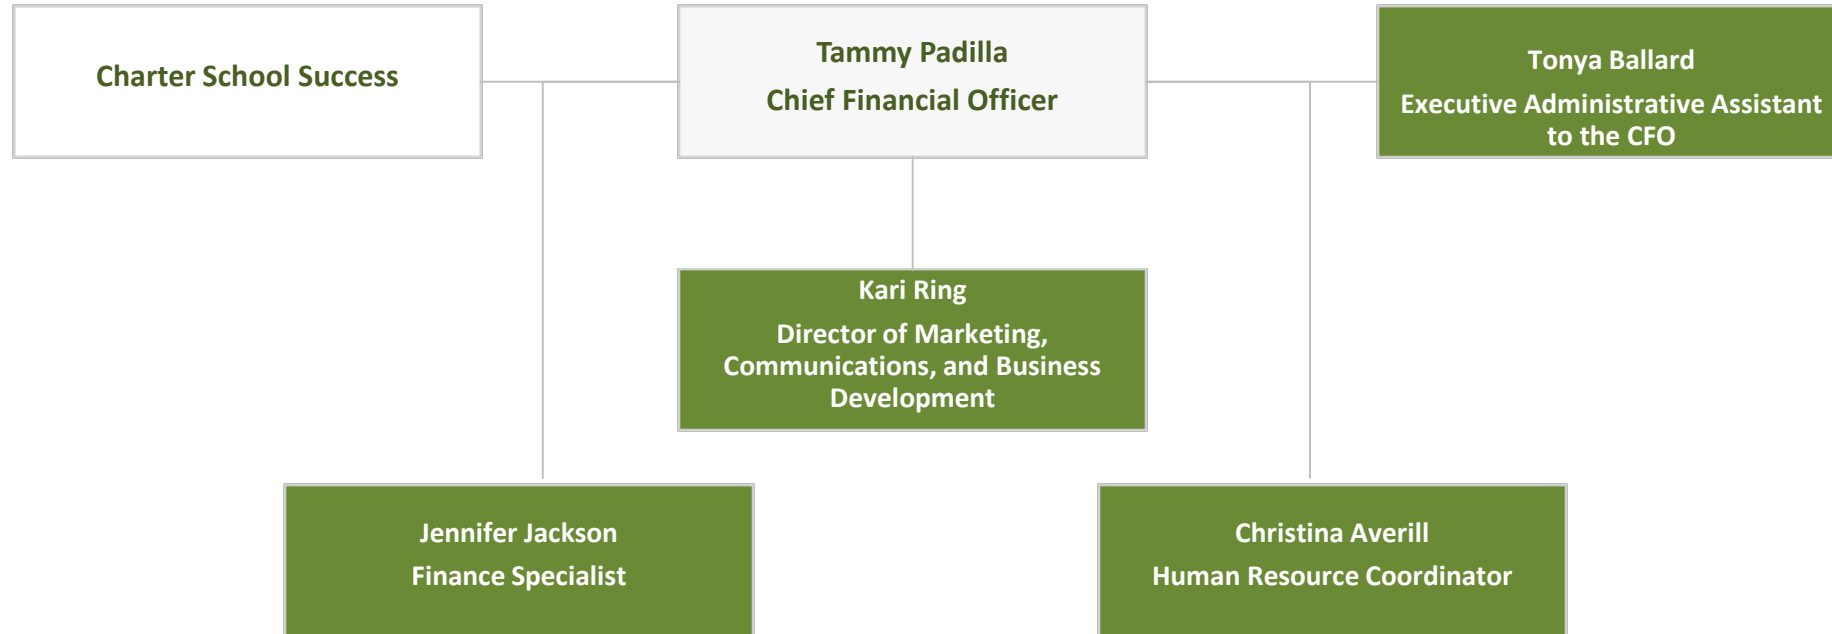 Charter School Success
Tammy Padilla
Chief Financial Officer
Tonya Ballard
Executive Administrative Assistant
to the CFO
Kari Ring
Director of Marketing,
Communications, and Business
Development
Jennifer Jackson
Finance Specialist
Christina Averill
Human Resource Coordinator